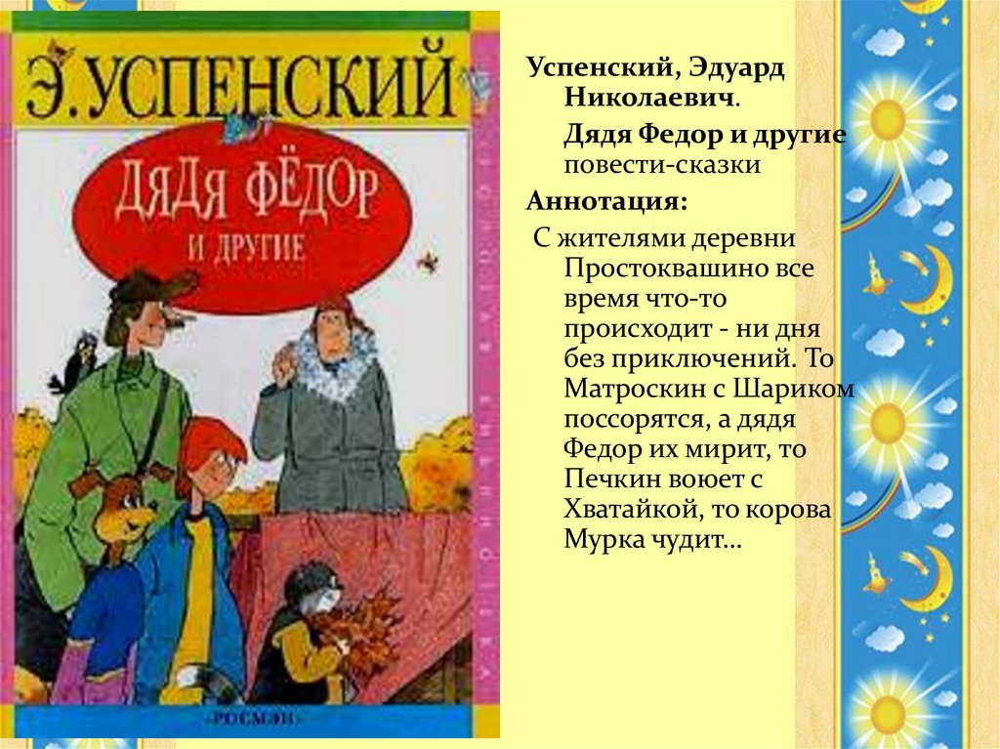 Э.УСПЕНСКИЙ
ДЯДЯ ФЁДОР
И ДРУГИЕ
«РОСМЭН»
Успенский, Эдуард
Николаевич.
Дядя Федор и другие
повести-сказки
Аннотация:
С жителями деревни
Простоквашино все
время что-то
происходит - ни дня
без приключений. То
Матроскин с Шариком
поссорятся, а дядя
Федор их мирит, то
Печкин воюет с
Хватайкой, то корова
Мурка чудит...